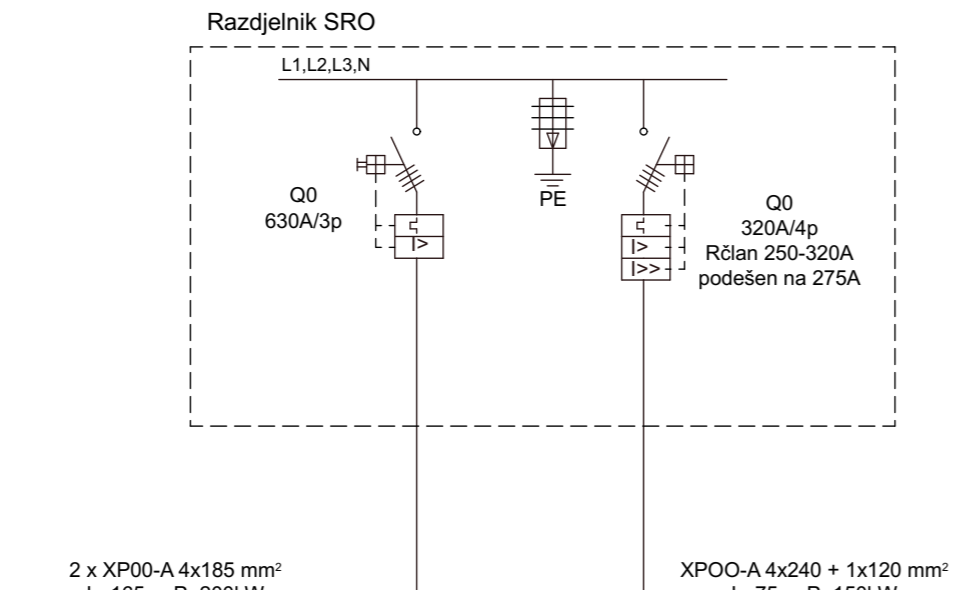 Razdjelnik SRO
L1,L2,L3,N
PE
Q0
630A/3p
I>
Q0
320A/4p
Rčlan 250-320A
podešen na 275A
I>
I>>
2 x XP00-A 4x185 mm²
XPOO-A 4x240 + 1x120 mm²